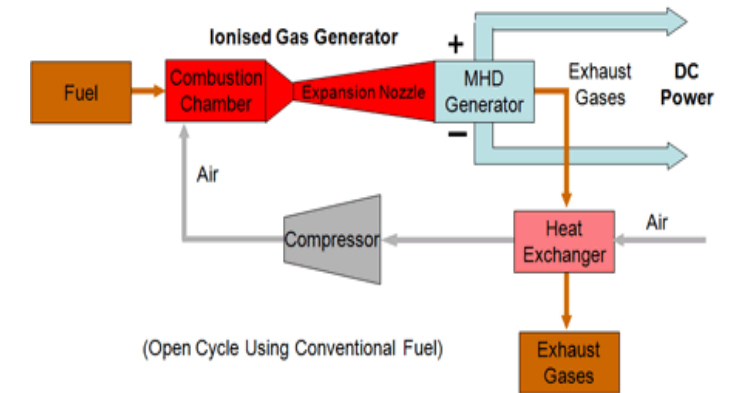 Ionised Gas Generator
+
Fuel
Combustion
Chamber
Expansion Nozzle
MHD
Generator
Exhaust
Gases
DC
Power
−
Air
Compressor
Heat
Exchanger
Air
(Open Cycle Using Conventional Fuel)
Exhaust
Gases